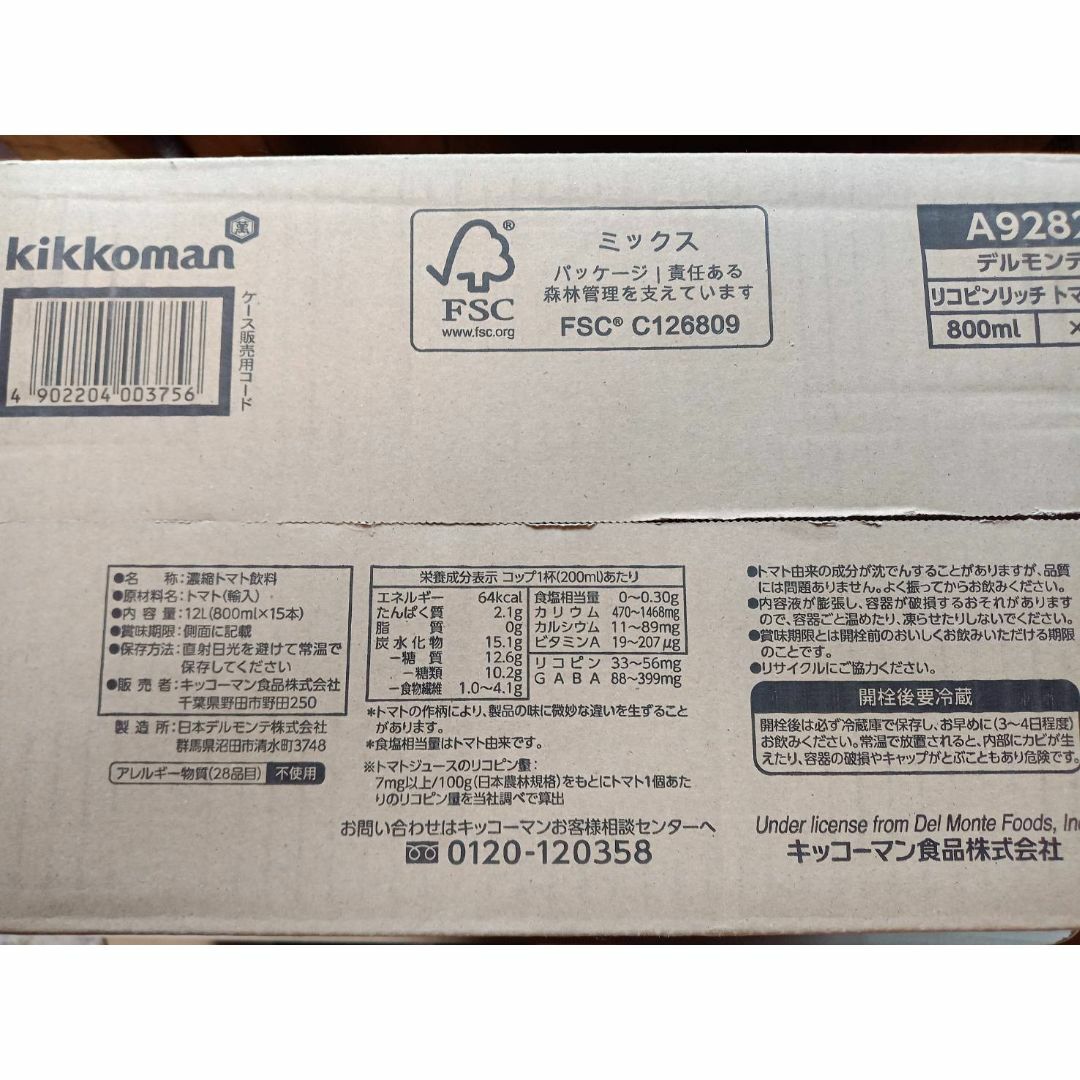 kikkoman
萬
4 902204 003756
ケース販売用コード
FSC
®
www.fsc.org
ミックス
パッケージ | 責任ある
森林管理を支えています
FSC® C126809
A9282
デルモンテ
リコピンリッチ トマ
800ml ×
●名 称:濃縮トマト飲料
●原材料名:トマト(輸入)
●内 容 量:12L(800ml×15本)
●賞味期限:側面に記載
●保存方法:直射日光を避けて常温で
保存してください
●販 売 者:キッコーマン食品株式会社
千葉県野田市野田250
製 造 所:日本デルモンテ株式会社
群馬県沼田市清水町3748
アレルギー物質(28品目) 不使用
栄養成分表示 コップ1杯(200ml)あたり
エネルギー 64kcal
たんぱく質 2.1g
脂 質 0g
炭水化物 15.1g
ー糖 質 12.6g
ー糖類 10.2g
ー食物繊維 1.0〜4.1g
食塩相当量 0〜0.30g
カリウム 470〜1468mg
カルシウム 11〜89mg
ビタミンA 19〜207μg
リコピン 33〜56mg
GABA 88〜399mg
*トマトの作柄により、製品の味に微妙な違いを生ずること
があります。
*食塩相当量はトマト由来です。
※トマトジュースのリコピン量:
7mg以上/100g(日本農林規格)をもとにトマト1個あた
りのリコピン量を当社調べで算出
お問い合わせはキッコーマンお客様相談センターへ
0120-120358
●トマト由来の成分が沈でんすることがありますが、品質
には問題ありません。よく振ってからお飲みください。
●内容液が膨張し、容器が破損するおそれがあります
ので、容器ごと温めたり、凍らせたりしないでください。
●賞味期限とは開栓前のおいしくお飲みいただける期限
のことです。
●リサイクルにご協力ください。
開栓後要冷蔵
開栓後は必ず冷蔵庫で保存し、お早めに(3〜4日程度)
お飲みください。常温で放置されると、内部にカビが生
えたり、容器の破損やキャップがとぶこともあり危険です。
Under license from Del Monte Foods, Inc
キッコーマン食品株式会社